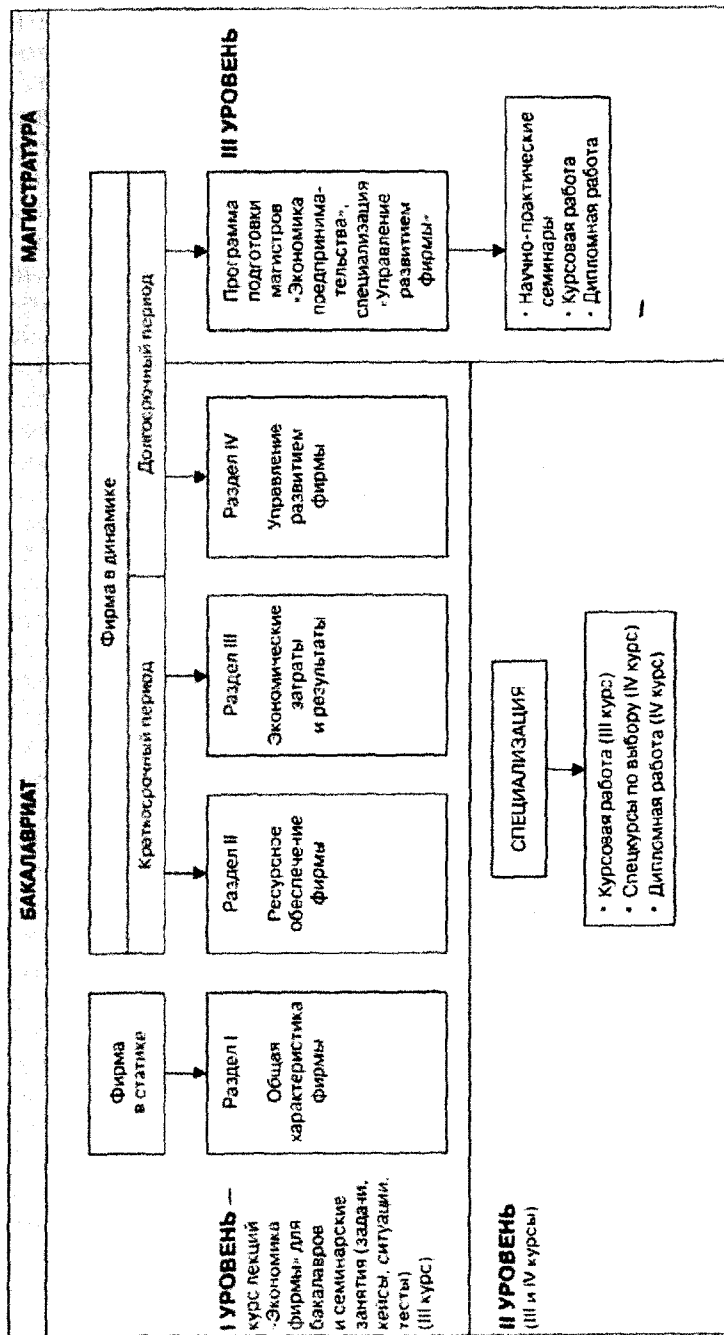 БАКАЛАВРИАТ
МАГИСТРАТУРА
Фирма
в статике
Фирма в динамике
Краткосрочный период
Долгосрочный период
I УРОВЕНЬ —
курс лекций
«Экономика
фирмы» для
бакалавров
и семинарские
занятия (задачи,
кейсы, ситуации,
тесты)
(III курс)
Раздел I
Общая
характеристика
фирмы
Раздел II
Ресурсное
обеспечение
фирмы
Раздел III
Экономические
затраты
и результаты
Раздел IV
Управление
развитием
фирмы
Программа
подготовки
магистров
«Экономика
предпринима-
тельства»,
специализация
«Управление
развитием
фирмы»
III УРОВЕНЬ
• Научно-практические
семинары
• Курсовая работа
• Дипломная работа
II УРОВЕНЬ
(III и IV курсы)
СПЕЦИАЛИЗАЦИЯ
• Курсовая работа (III курс)
• Спецкурсы по выбору (IV курс)
• Дипломная работа (IV курс)